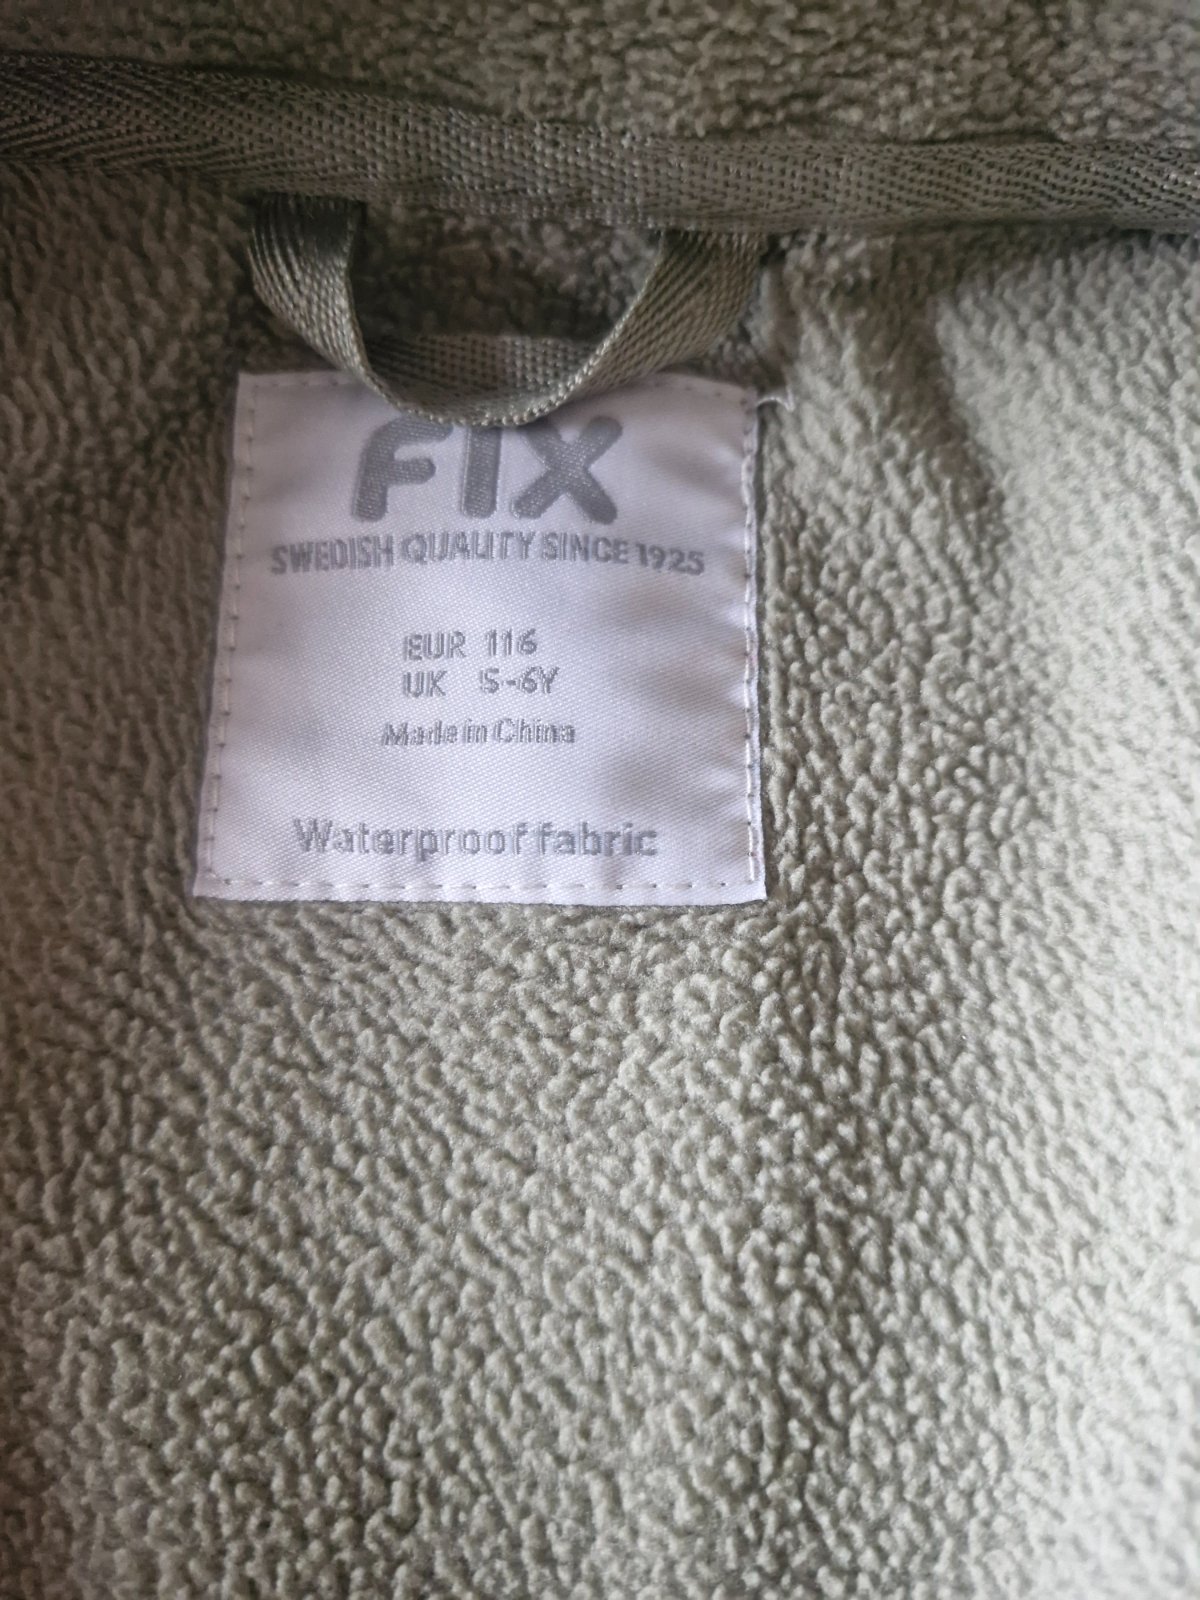 FIX
SWEDISH QUALITY SINCE 1925
EUR 116
UK 5-6Y
Made in China
Waterproof fabric